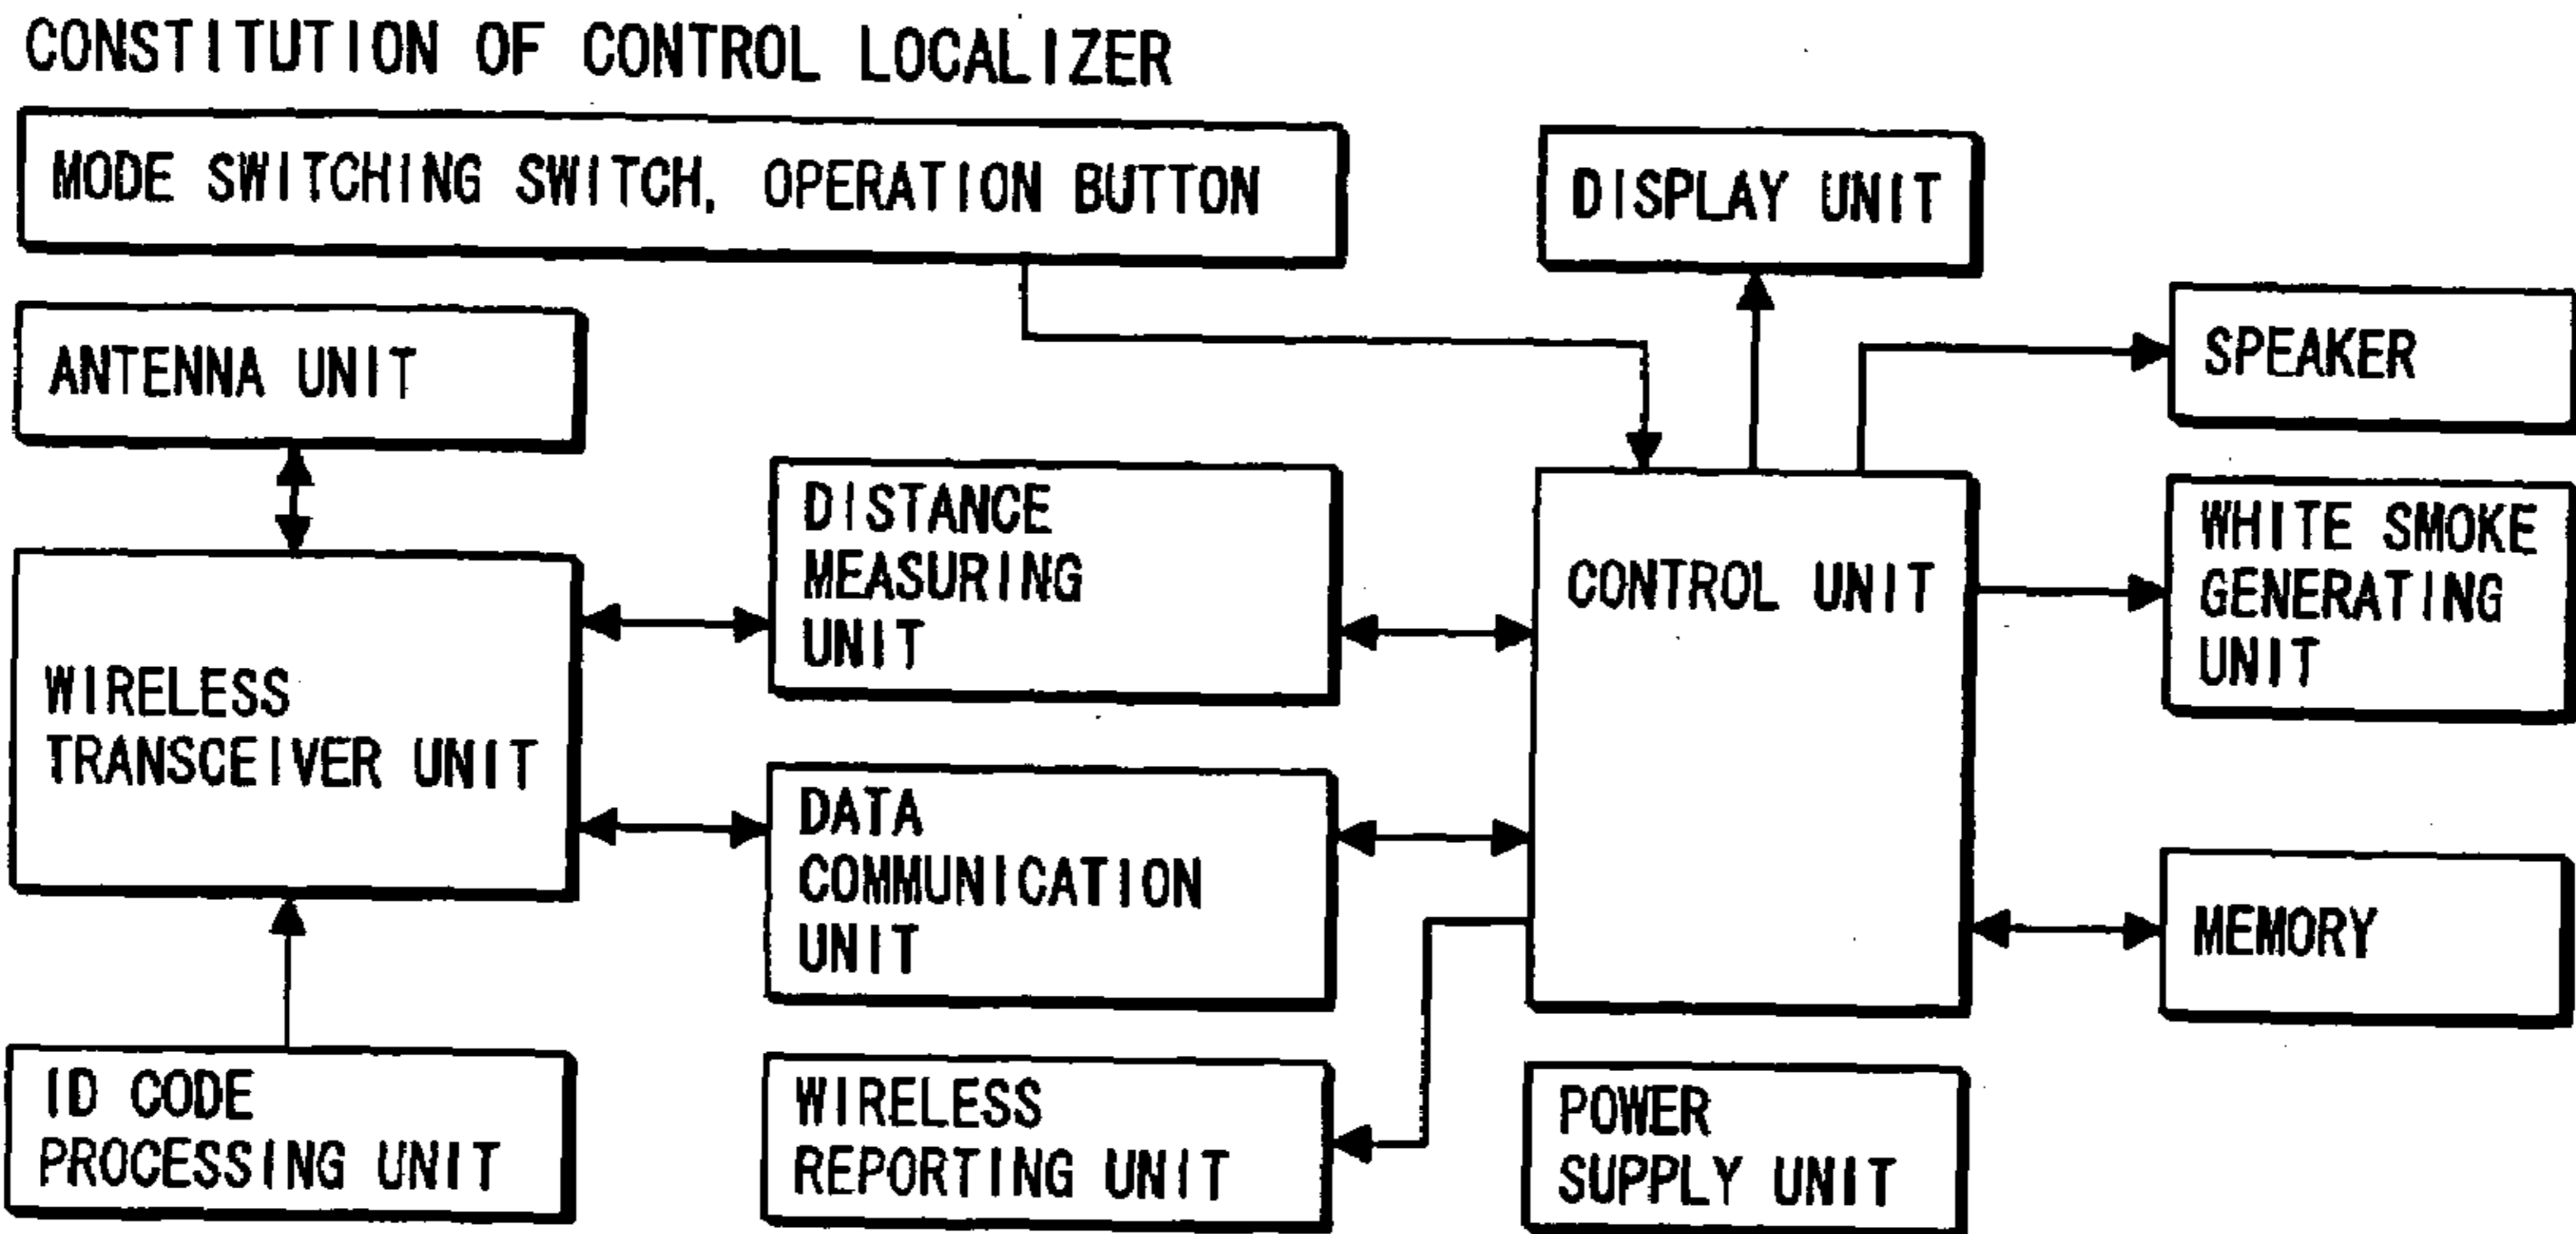 CONSTITUTION OF CONTROL LOCALIZER
MODE SWITCHING SWITCH, OPERATION BUTTON
DISPLAY UNIT
ANTENNA UNIT
SPEAKER
DISTANCE
MEASURING
UNIT
CONTROL UNIT
WHITE SMOKE
GENERATING
UNIT
WIRELESS
TRANSCEIVER UNIT
DATA
COMMUNICATION
UNIT
MEMORY
ID CODE
PROCESSING UNIT
WIRELESS
REPORTING UNIT
POWER
SUPPLY UNIT